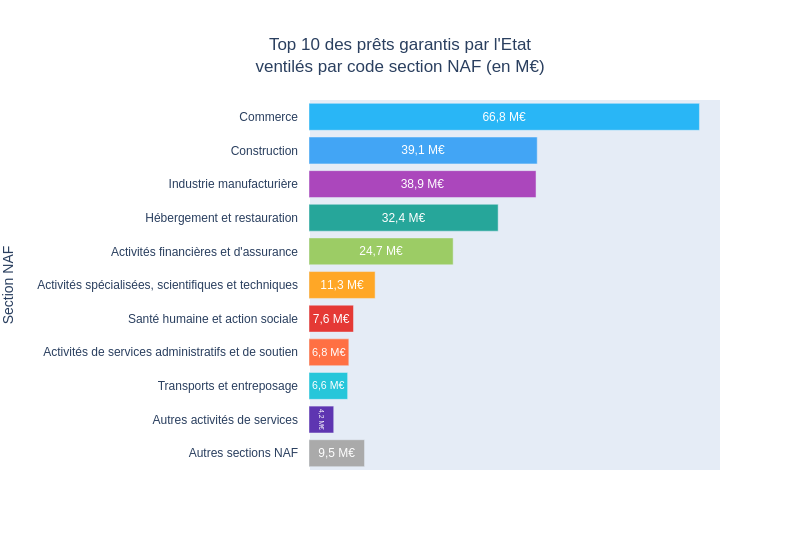 Top 10 des prêts garantis par l'Etat
ventilés par code section NAF (en M€)
Section NAF
Commerce 66,8 M€
Construction 39,1 M€
Industrie manufacturière 38,9 M€
Hébergement et restauration 32,4 M€
Activités financières et d'assurance 24,7 M€
Activités spécialisées, scientifiques et techniques 11,3 M€
Santé humaine et action sociale 7,6 M€
Activités de services administratifs et de soutien 6,8 M€
Transports et entreposage 6,6 M€
Autres activités de services 4,2 M€
Autres sections NAF 9,5 M€